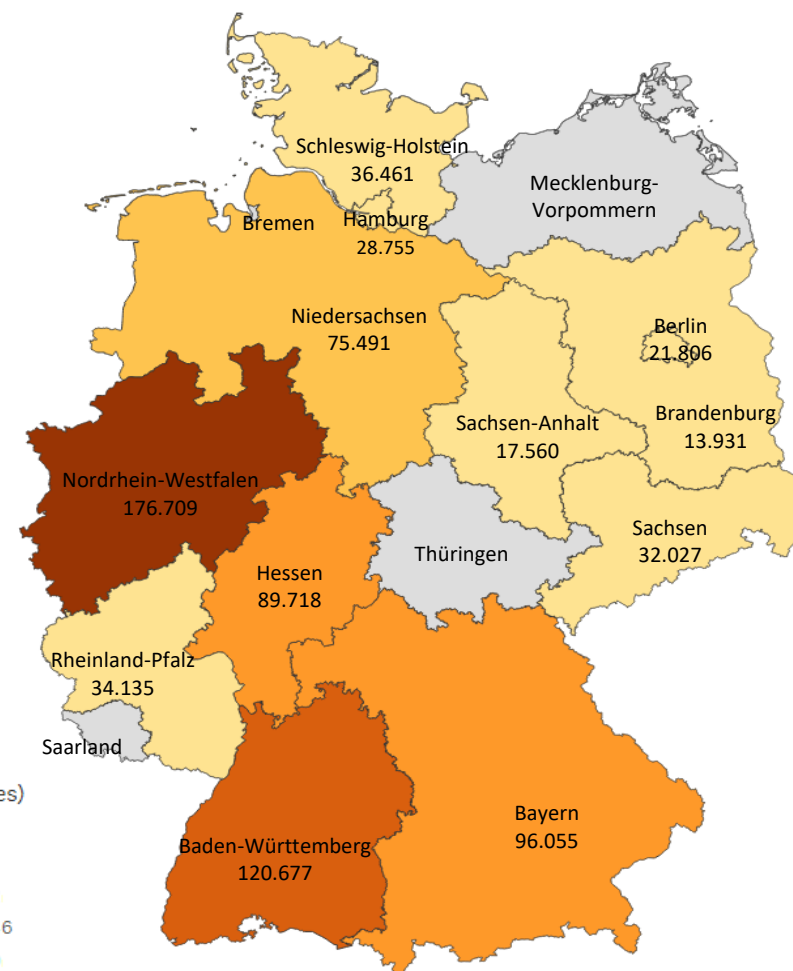 Schleswig-Holstein
36.461
Mecklenburg-
Vorpommern
Bremen
Hamburg
28.755
Niedersachsen
75.491
Berlin
21.806
Sachsen-Anhalt
17.560
Brandenburg
13.931
Nordrhein-Westfalen
176.709
Sachsen
32.027
Thüringen
Hessen
89.718
Rheinland-Pfalz
34.135
Saarland
es)
Bayern
96.055
Baden-Württemberg
120.677
6